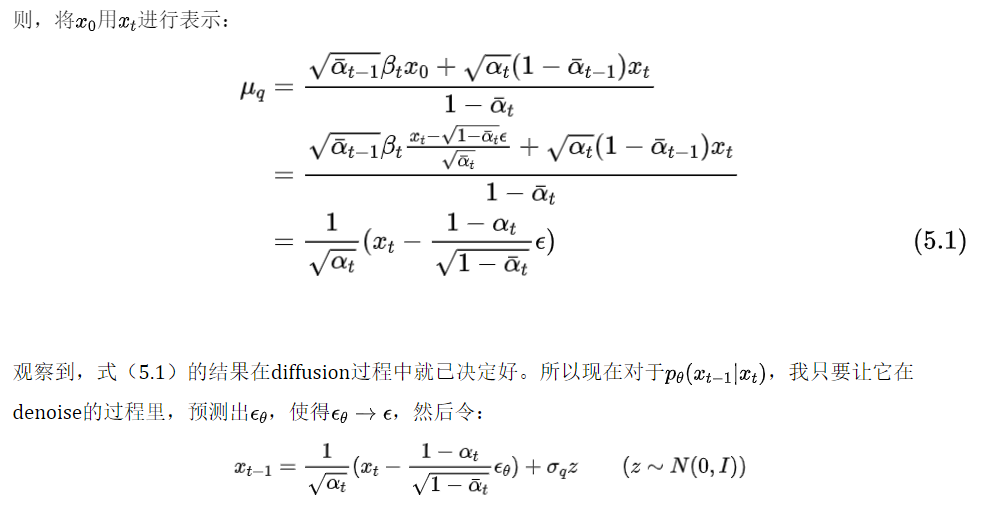 则，将$x_0$用$x_t$进行表示：
$\mu_q = \frac{\sqrt{\bar{\alpha}_{t-1}}\beta_t x_0 + \sqrt{\alpha_t}(1 - \bar{\alpha}_{t-1})x_t}{1 - \bar{\alpha}_t}$
$= \frac{\sqrt{\bar{\alpha}_{t-1}}\beta_t \frac{x_t - \sqrt{1 - \bar{\alpha}_t}\epsilon}{\sqrt{\bar{\alpha}_t}} + \sqrt{\alpha_t}(1 - \bar{\alpha}_{t-1})x_t}{1 - \bar{\alpha}_t}$
$= \frac{1}{\sqrt{\alpha_t}}(x_t - \frac{1 - \alpha_t}{\sqrt{1 - \bar{\alpha}_t}}\epsilon)$ (5.1)
观察到，式（5.1）的结果在diffusion过程中就已决定好。所以现在对于$p_\theta(x_{t-1}|x_t)$，我只要让它在
denoise的过程里，预测出$\epsilon_\theta$，使得$\epsilon_\theta \to \epsilon$，然后令：
$x_{t-1} = \frac{1}{\sqrt{\alpha_t}}(x_t - \frac{1 - \alpha_t}{\sqrt{1 - \bar{\alpha}_t}}\epsilon_\theta) + \sigma_q z \quad (z \sim N(0, I))$